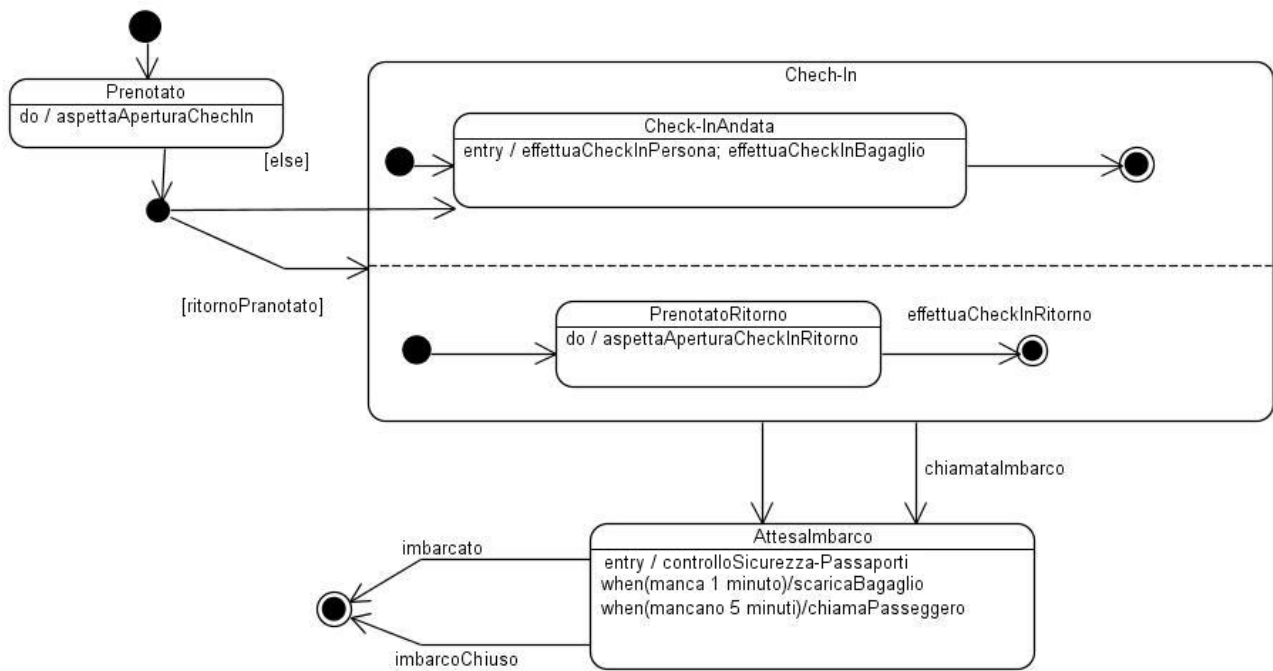 Chech-In
Prenotato
do / aspettaAperturaChechIn
Check-InAndata
entry / effettuaCheckInPersona; effettuaCheckInBagaglio
[else]
[ritornoPranotato]
PrenotatoRitorno
do / aspettaAperturaCheckInRitorno
effettuaCheckInRitorno
chiamataImbarco
AttesaImbarco
entry / controlloSicurezza-Passaporti
when(manca 1 minuto)/scaricaBagaglio
when(mancano 5 minuti)/chiamaPasseggero
imbarcato
imbarcoChiuso